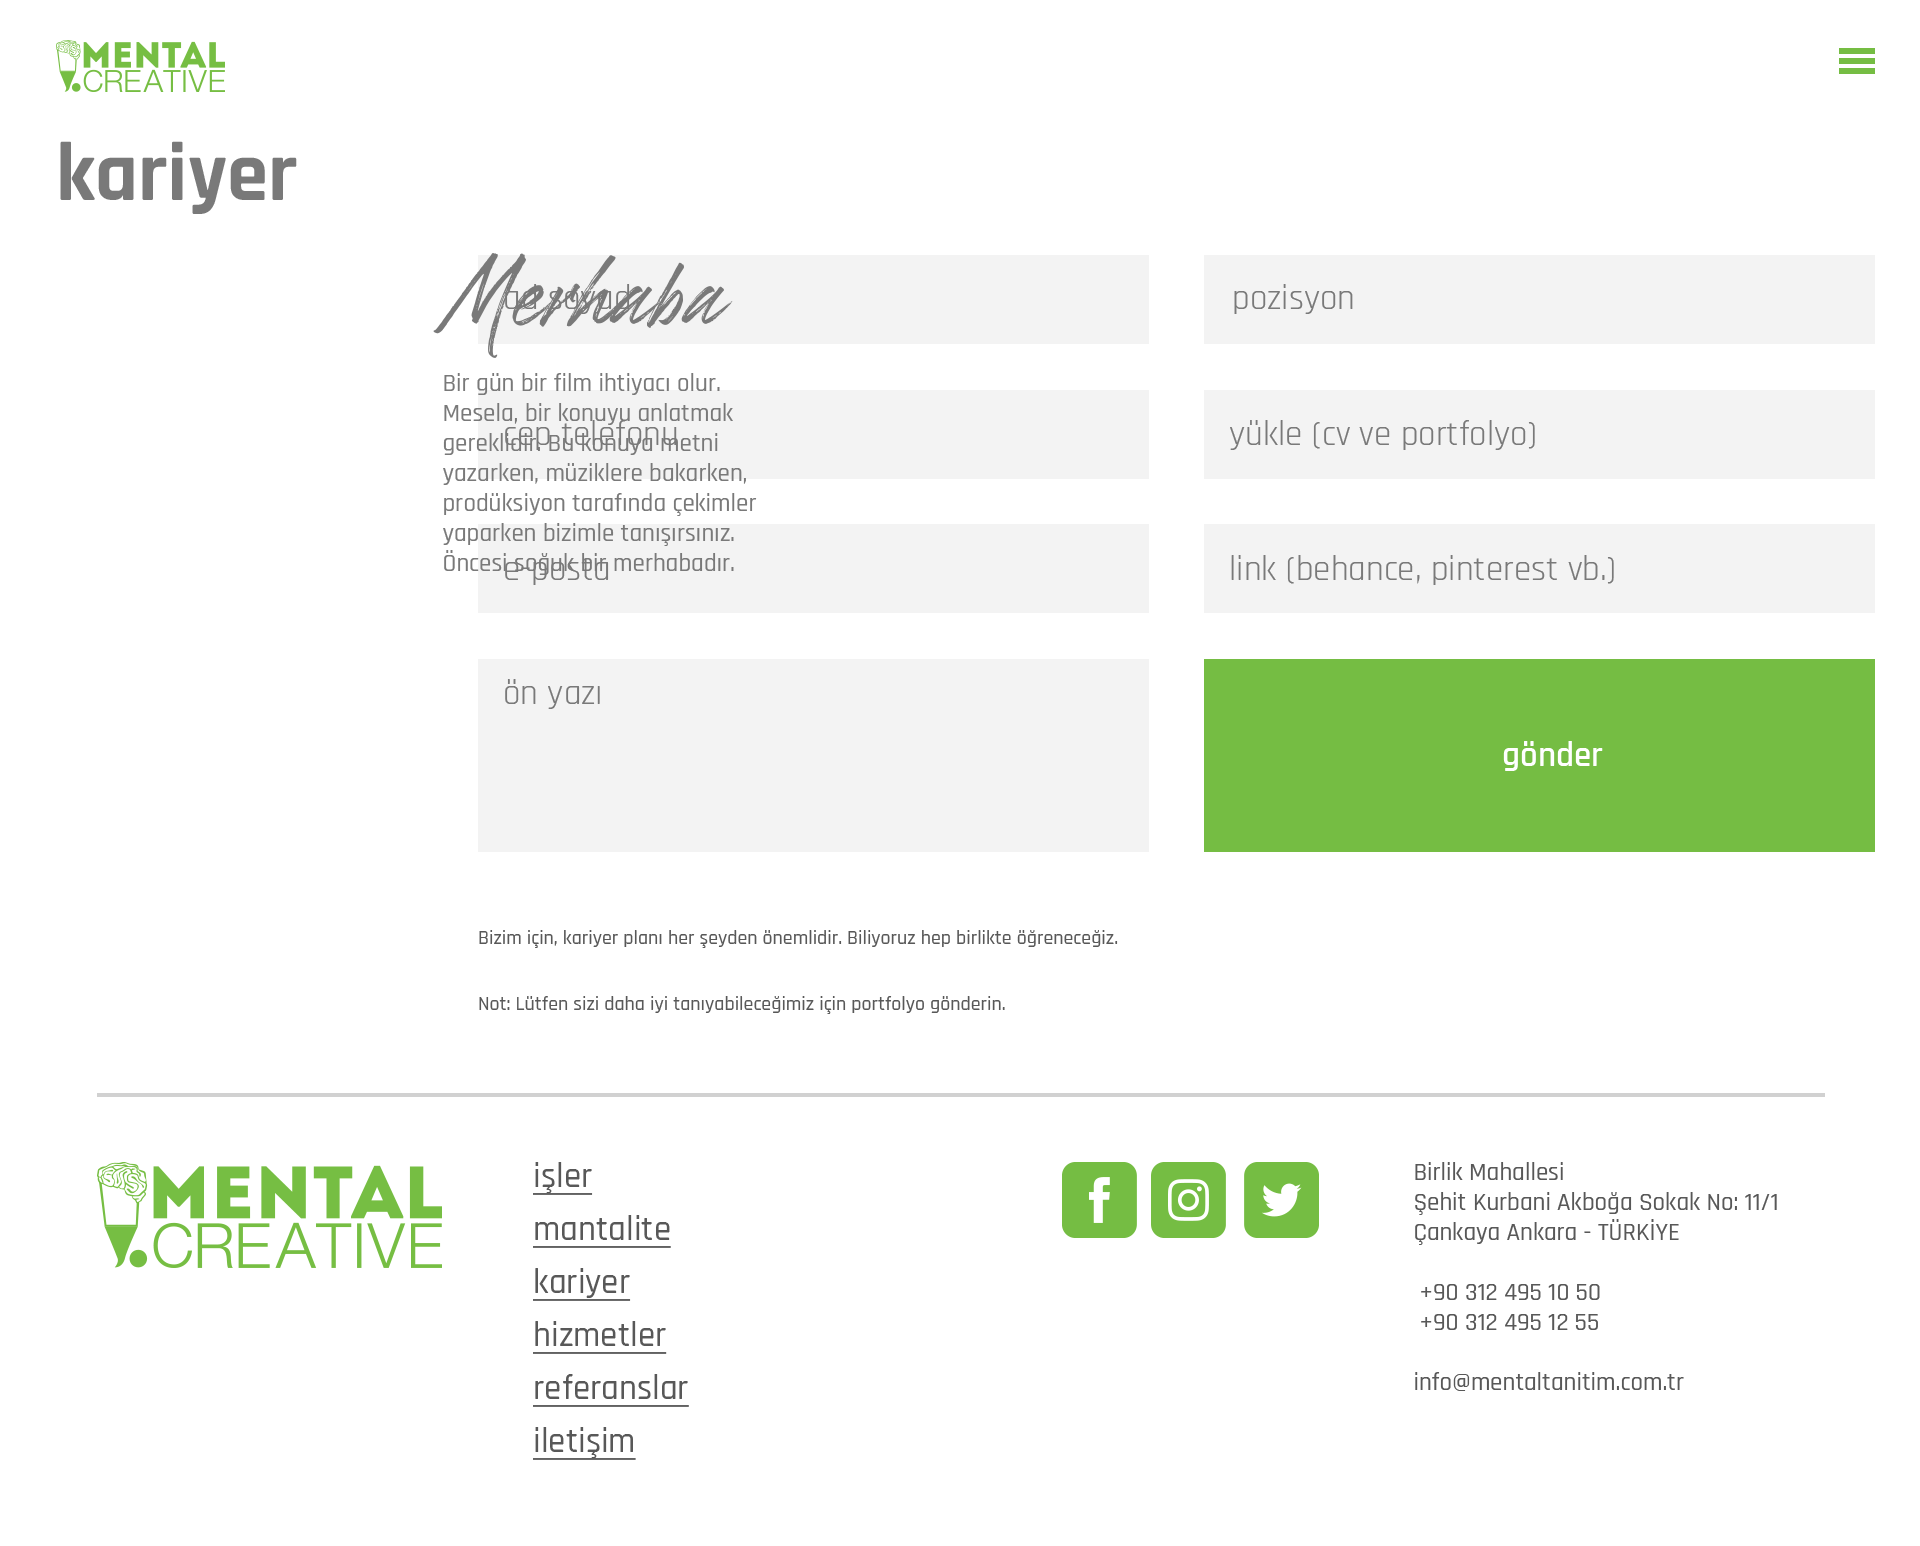 MENTAL
CREATIVE
kariyer
Merhaba
Bir gün bir film ihtiyacı olur.
Mesela, bir konuyu anlatmak
gereklidir. Bu konuya metni
yazarken, müziklere bakarken,
prodüksiyon tarafında çekimler
yaparken bizimle tanışırsınız.
Öncesi soğuk bir merhabadır.
ad soyad
pozisyon
cep telefonu
yükle (cv ve portfolyo)
e-posta
link (behance, pinterest vb.)
ön yazı
gönder
Bizim için, kariyer planı her şeyden önemlidir. Biliyoruz hep birlikte öğreneceğiz.
Not: Lütfen sizi daha iyi tanıyabileceğimiz için portfolyo gönderin.
MENTAL
CREATIVE
işler
mantalite
kariyer
hizmetler
referanslar
iletişim
Birlik Mahallesi
Şehit Kurbani Akboğa Sokak No: 11/1
Çankaya Ankara - TÜRKİYE
+90 312 495 10 50
+90 312 495 12 55
info@mentaltanitim.com.tr